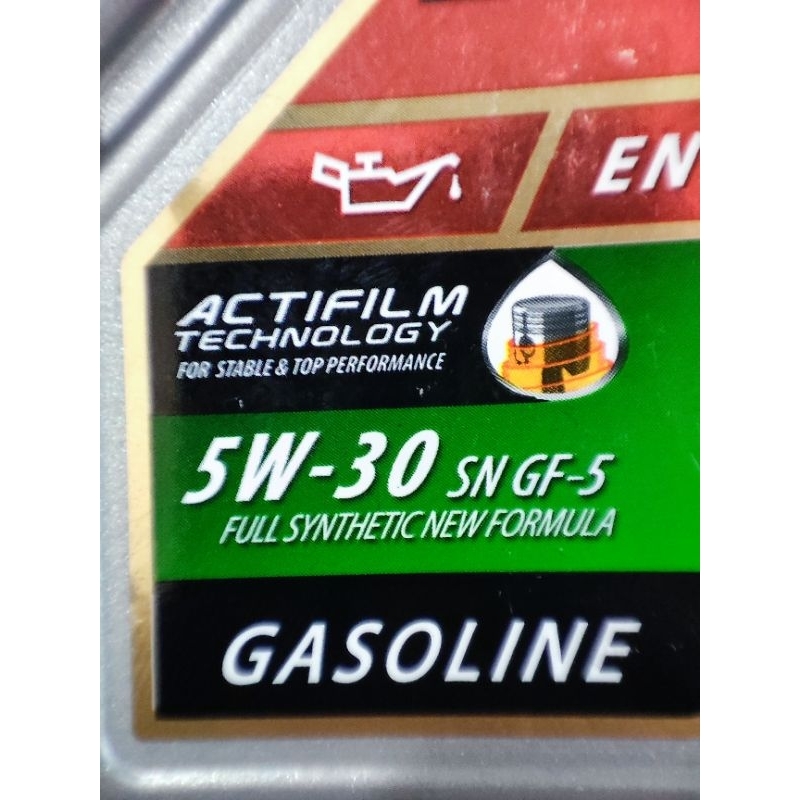 EN
ACTIFILM
TECHNOLOGY
FOR STABLE & TOP PERFORMANCE
5W-30 SN GF-5
FULL SYNTHETIC NEW FORMULA
GASOLINE